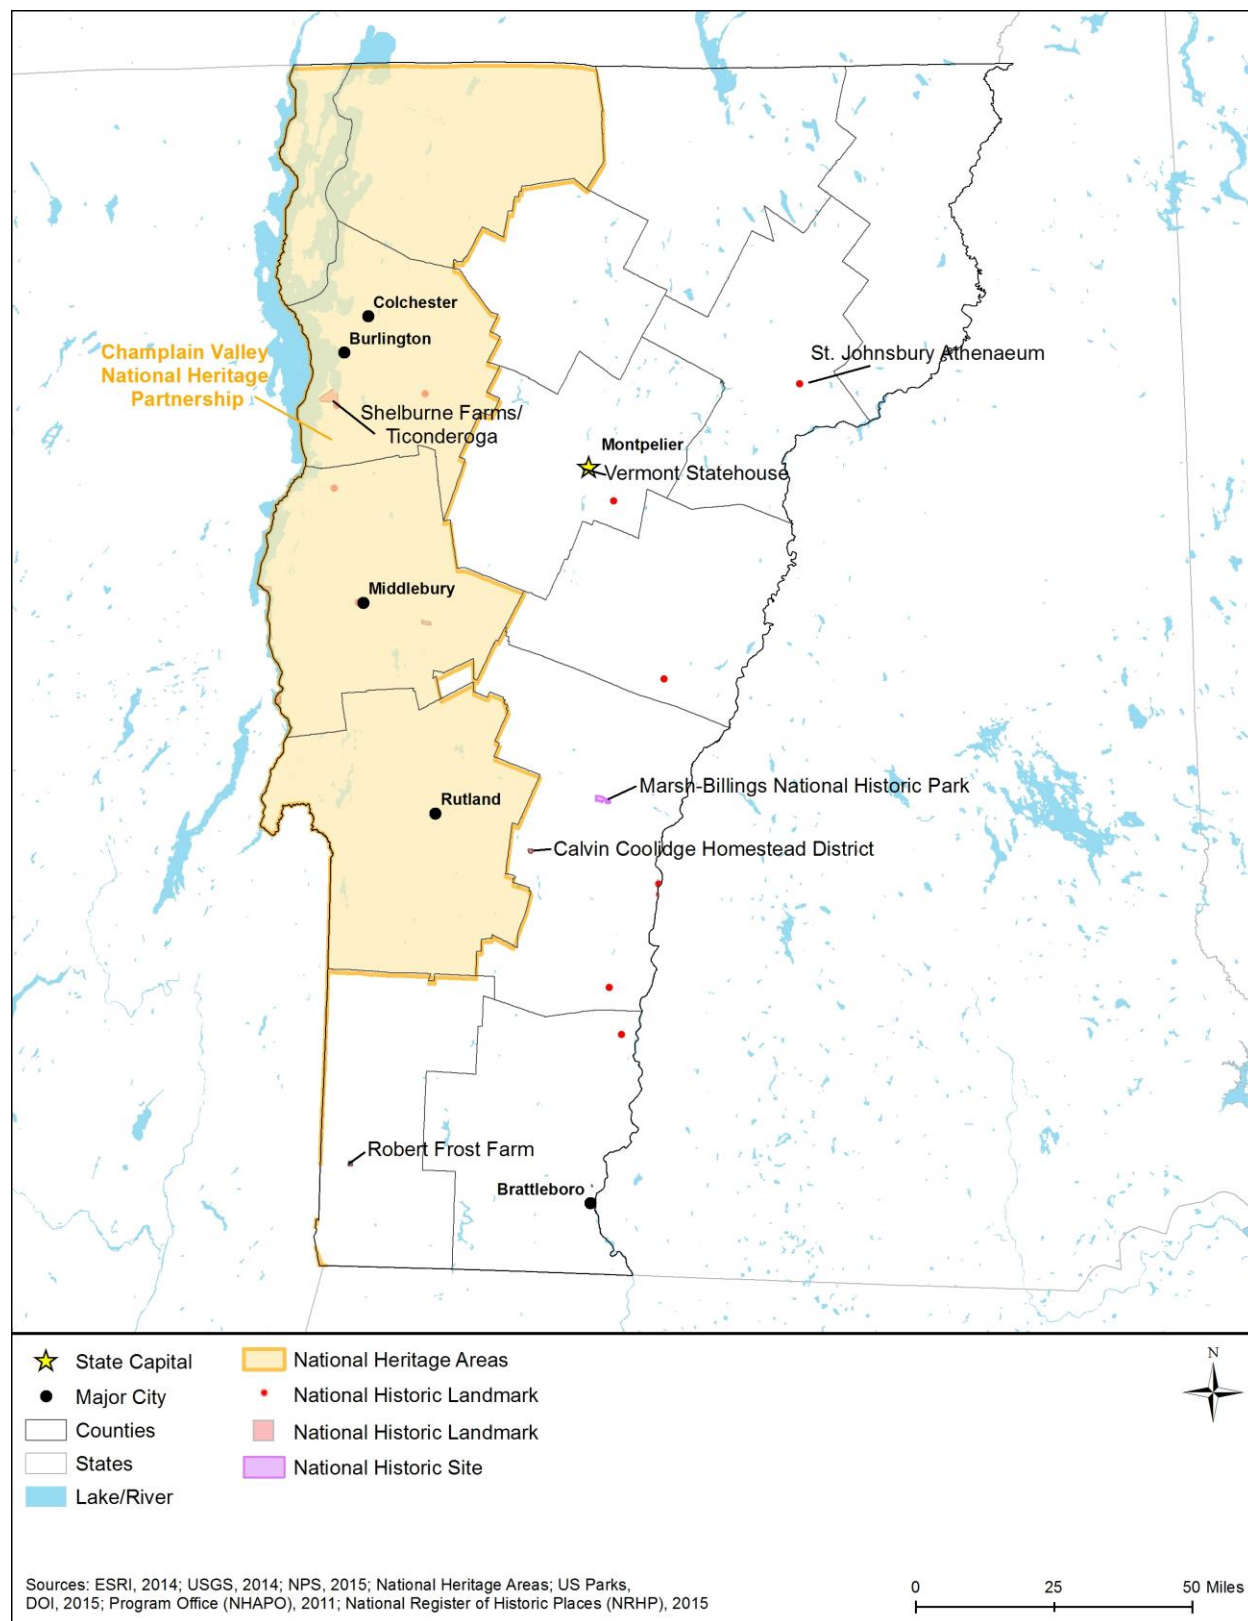 Colchester
Burlington
Champlain Valley
National Heritage
Partnership
St. Johnsbury Athenaeum
Shelburne Farms/
Ticonderoga
Montpelier
Vermont Statehouse
Middlebury
Marsh-Billings National Historic Park
Rutland
Calvin Coolidge Homestead District
Robert Frost Farm
Brattleboro
State Capital
Major City
Counties
States
Lake/River
National Heritage Areas
National Historic Landmark
National Historic Landmark
National Historic Site
N
Sources: ESRI, 2014; USGS, 2014; NPS, 2015; National Heritage Areas; US Parks,
DOI, 2015; Program Office (NHAPO), 2011; National Register of Historic Places (NRHP), 2015
0 25 50 Miles